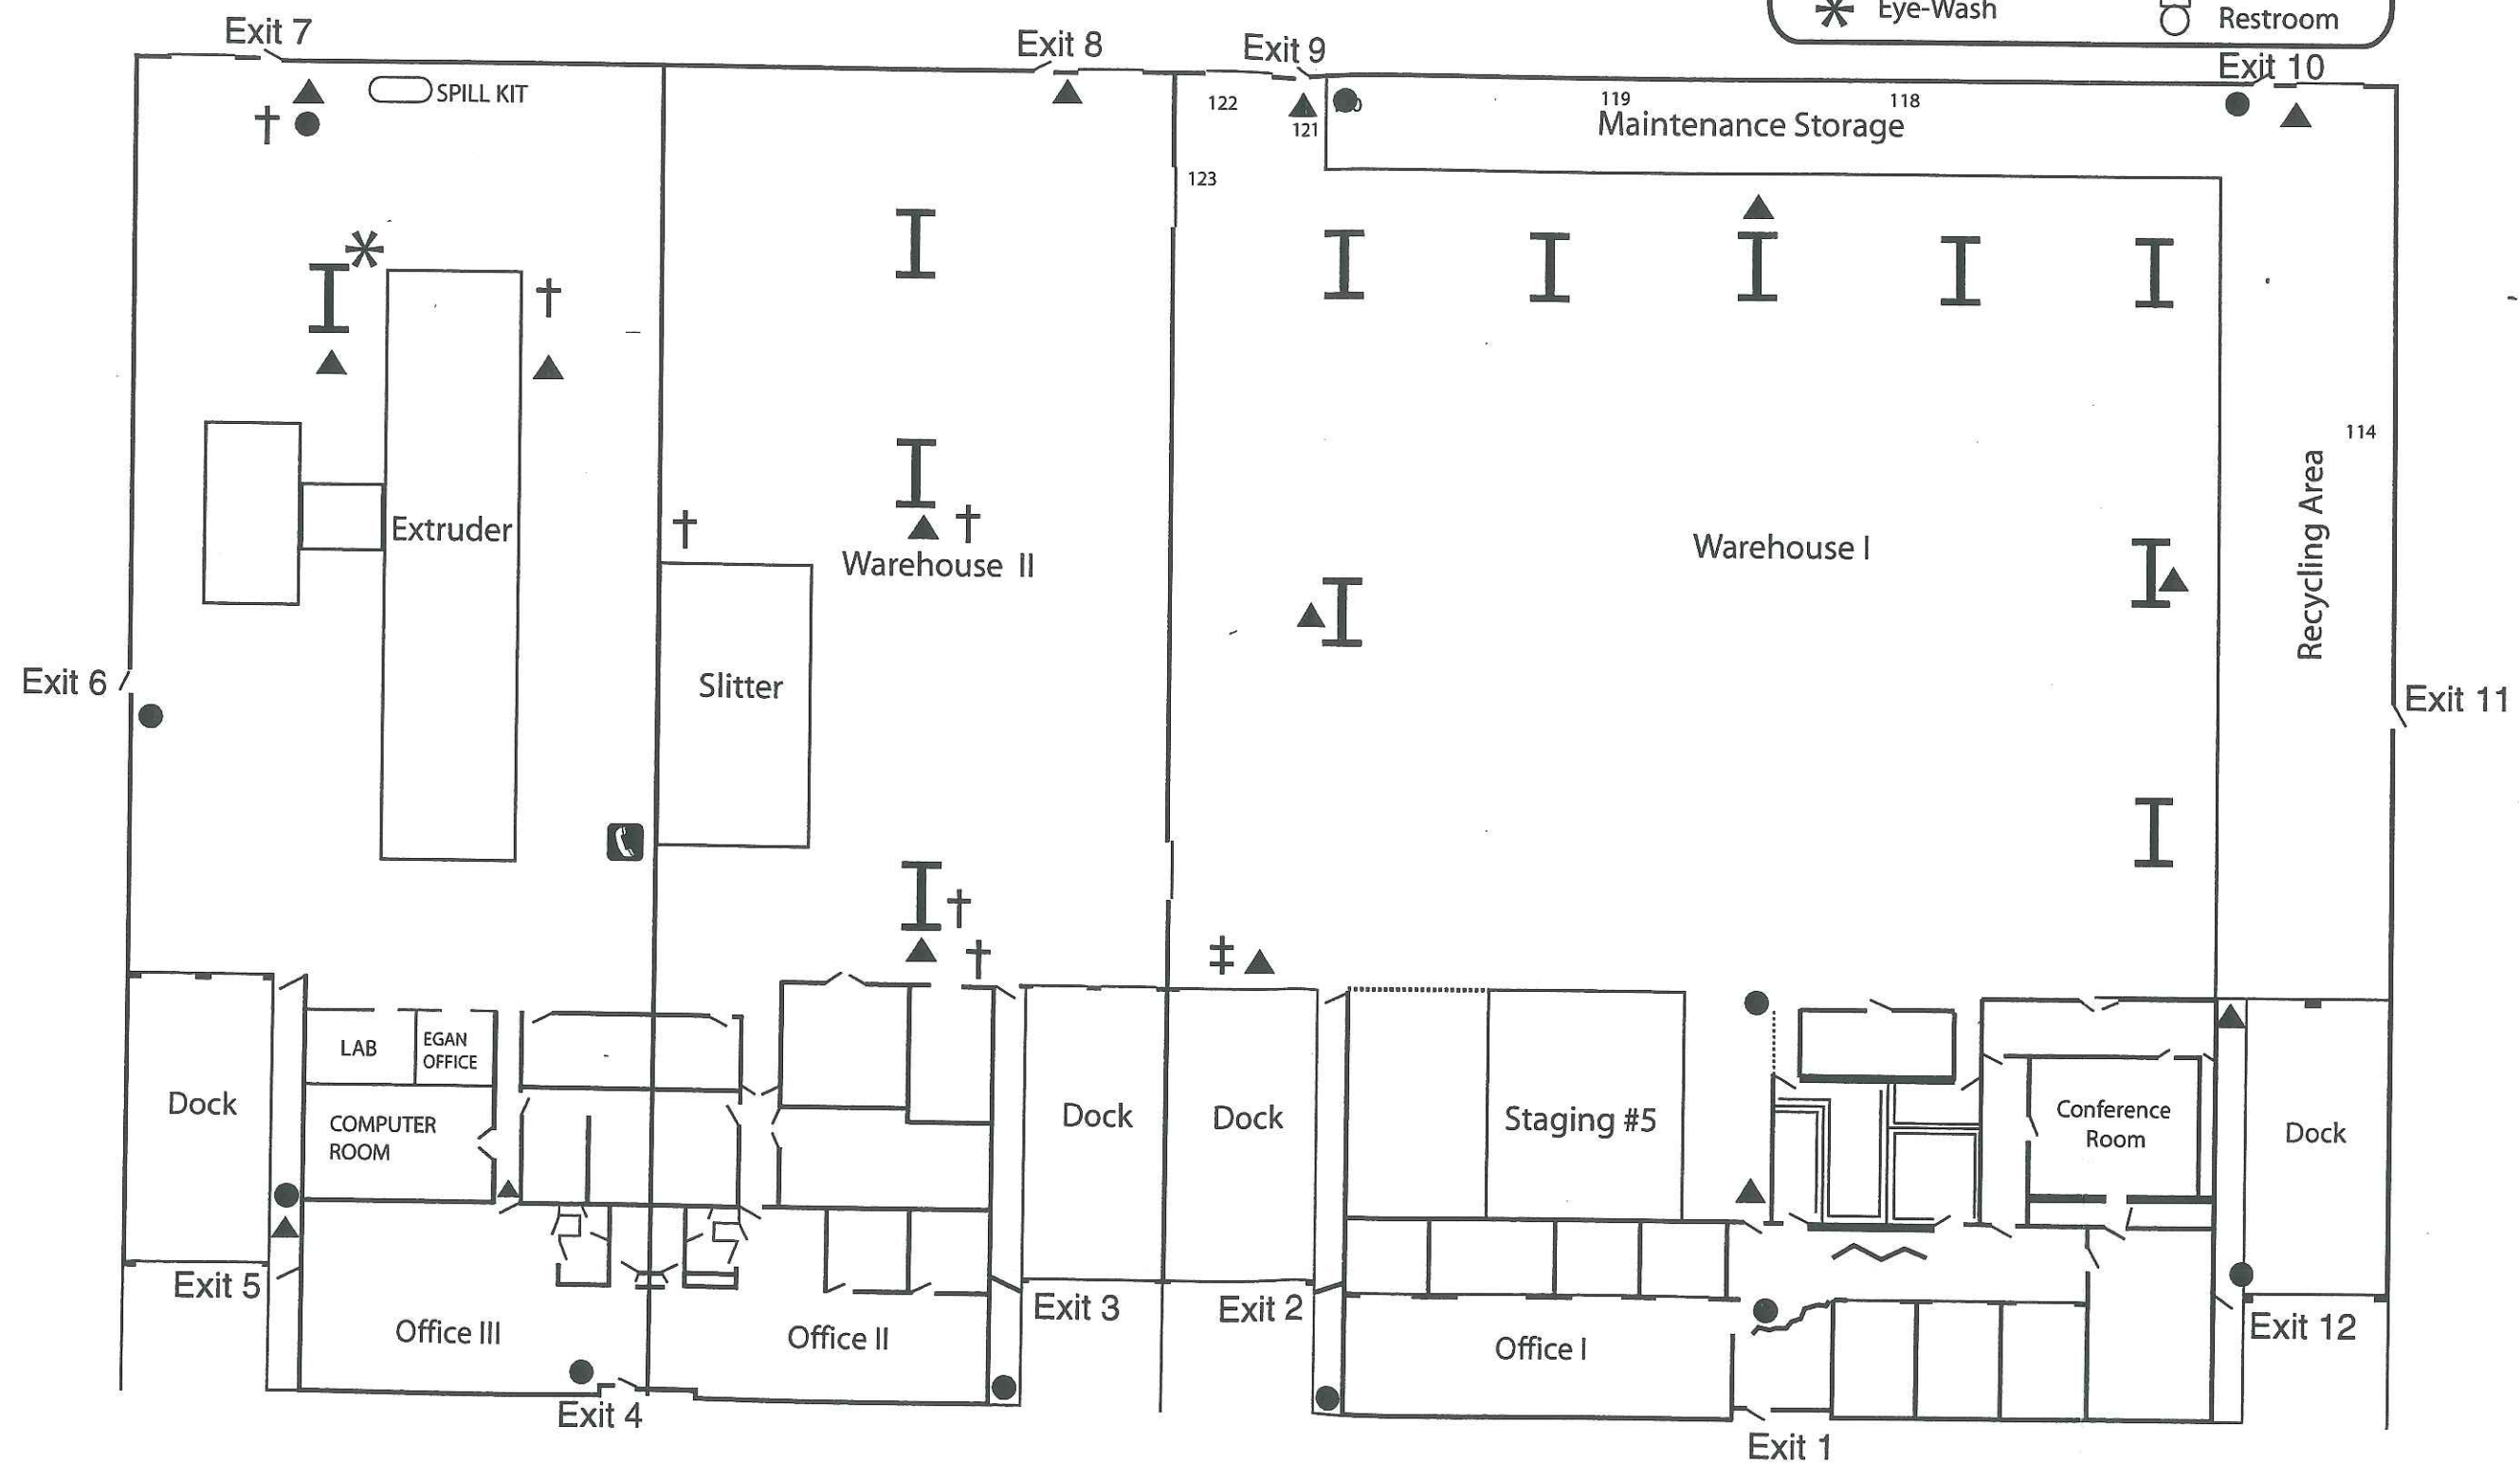 Eye-Wash
Restroom
Exit 7
Exit 8
Exit 9
Exit 10
SPILL KIT
122
121
119
118
Maintenance Storage
123
114
Recycling Area
Extruder
Warehouse II
Warehouse I
Slitter
Exit 6
Exit 11
LAB
EGAN
OFFICE
COMPUTER
ROOM
Dock
Dock
Dock
Staging #5
Conference
Room
Dock
Exit 5
Exit 3
Exit 2
Exit 12
Office III
Office II
Office I
Exit 4
Exit 1